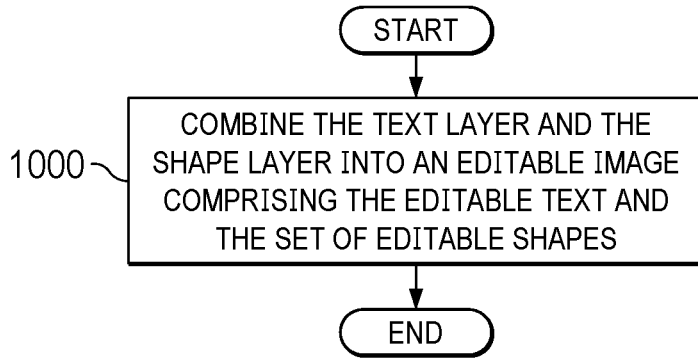 START
COMBINE THE TEXT LAYER AND THE
SHAPE LAYER INTO AN EDITABLE IMAGE
1000
COMPRISING THE EDITABLE TEXT AND
THE SET OF EDITABLE SHAPES
END